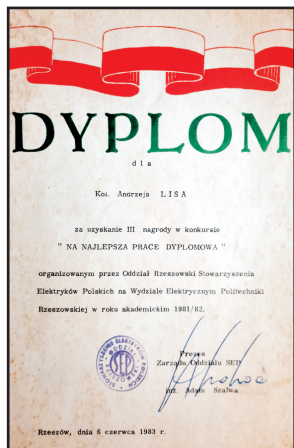 DYPLOM
dla
Kol. Andrzeja LISA
za uzyskanie III nagrody w konkursie
" NA NAJLEPSZA PRACE DYPLOMOWA "
organizowanym przez Oddział Rzeszowski Stowarzyszenia
Elektryków Polskich na Wydziale Elektrycznym Politechniki
Rzeszowskiej w roku akademickim 1981/82.
Prezes
Zarządu Oddziału SEP
inż. Adam Szalwa
SEP
Rzeszów, dnia 6 czerwca 1983 r.